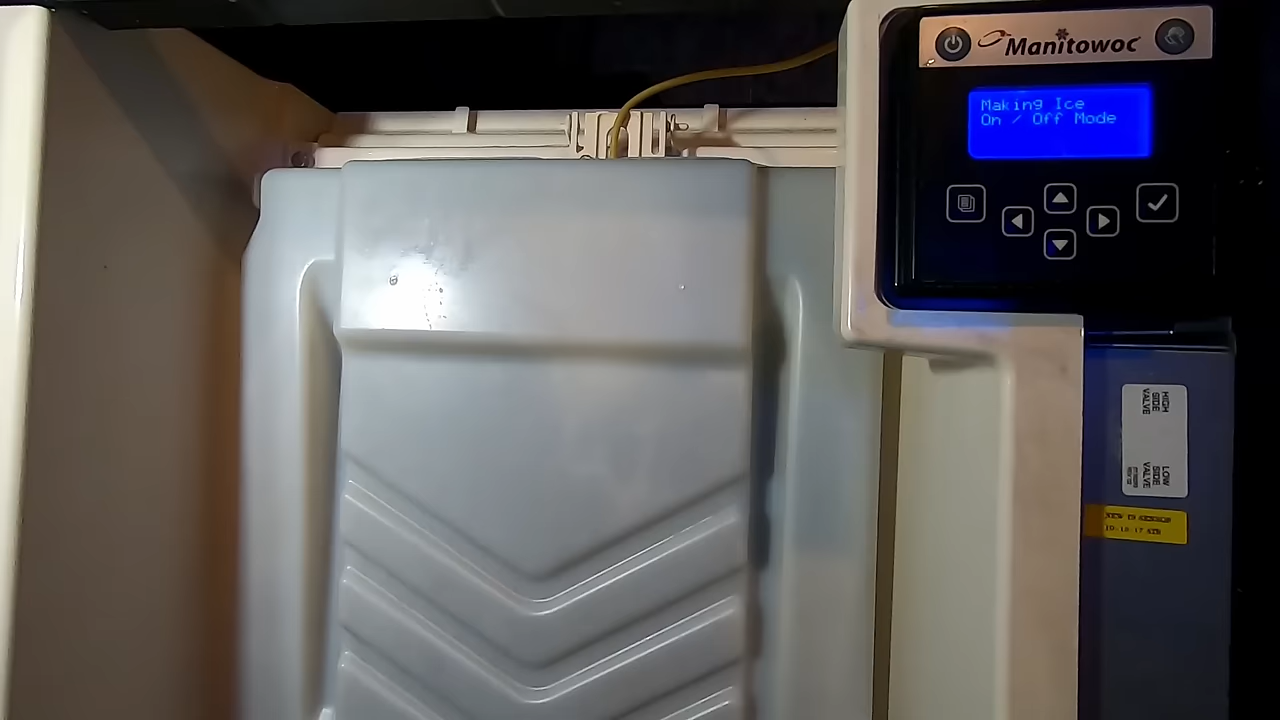 Manitowoc
Making Ice
On / Off Mode
HIGH
SIDE
VALVE
LOW
SIDE
VALVE